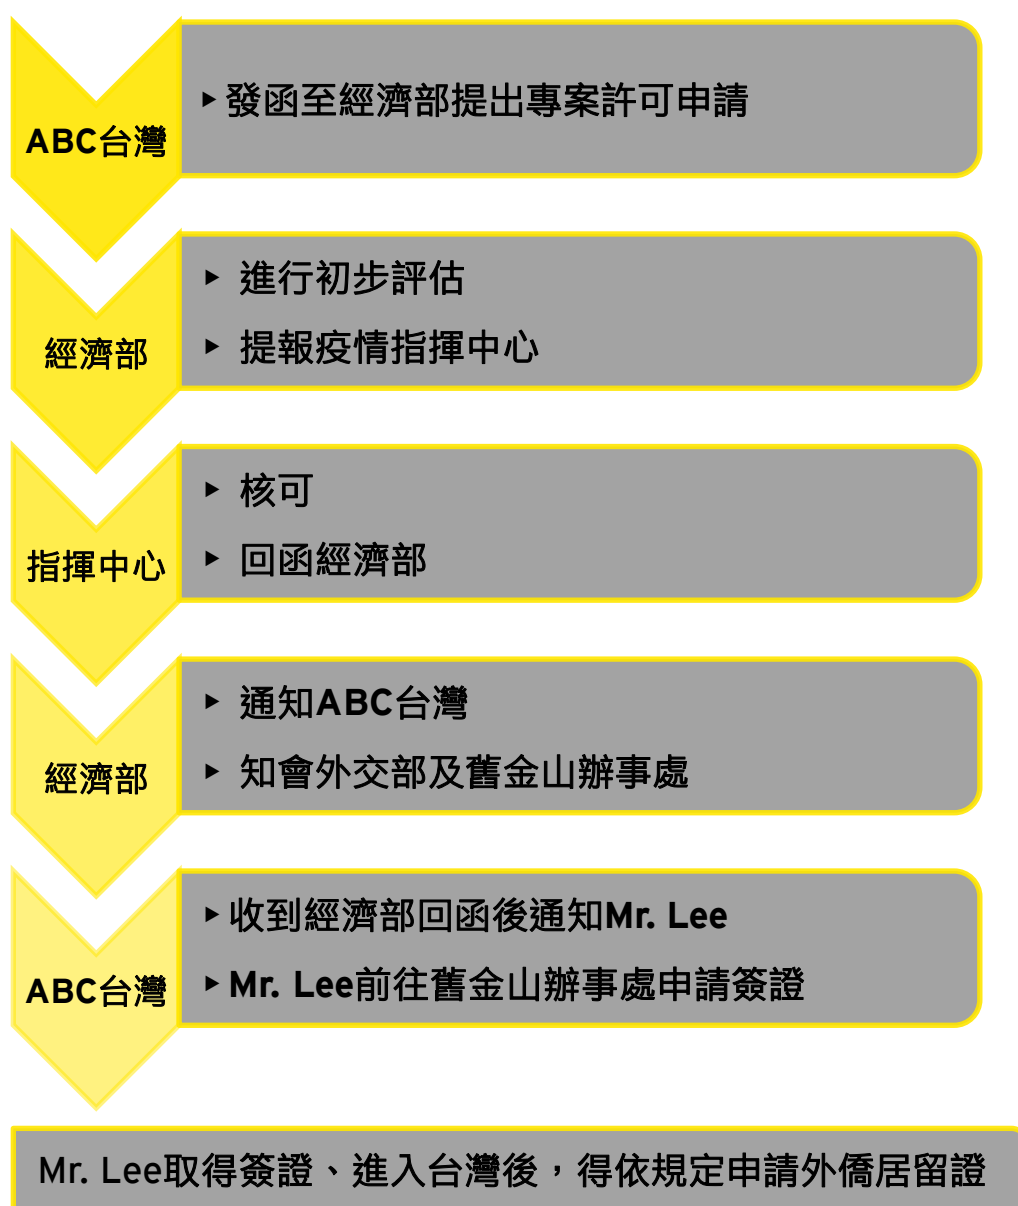 ABC台灣
▸發函至經濟部提出專案許可申請
經濟部
▸ 進行初步評估
▸ 提報疫情指揮中心
指揮中心
▸ 核可
▸ 回函經濟部
經濟部
▸ 通知ABC台灣
▸ 知會外交部及舊金山辦事處
ABC台灣
▸收到經濟部回函後通知Mr. Lee
▸Mr. Lee前往舊金山辦事處申請簽證
Mr. Lee取得簽證、進入台灣後，得依規定申請外僑居留證